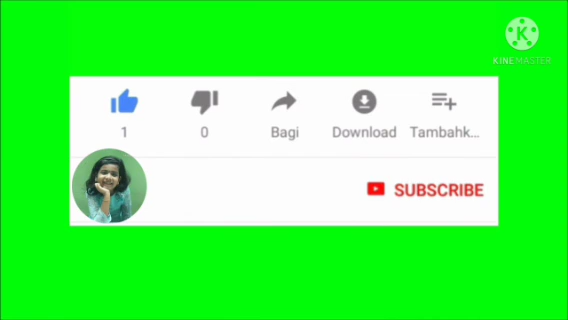 KINEMASTER
1
0
Bagi
Download
Tambahk...
SUBSCRIBE